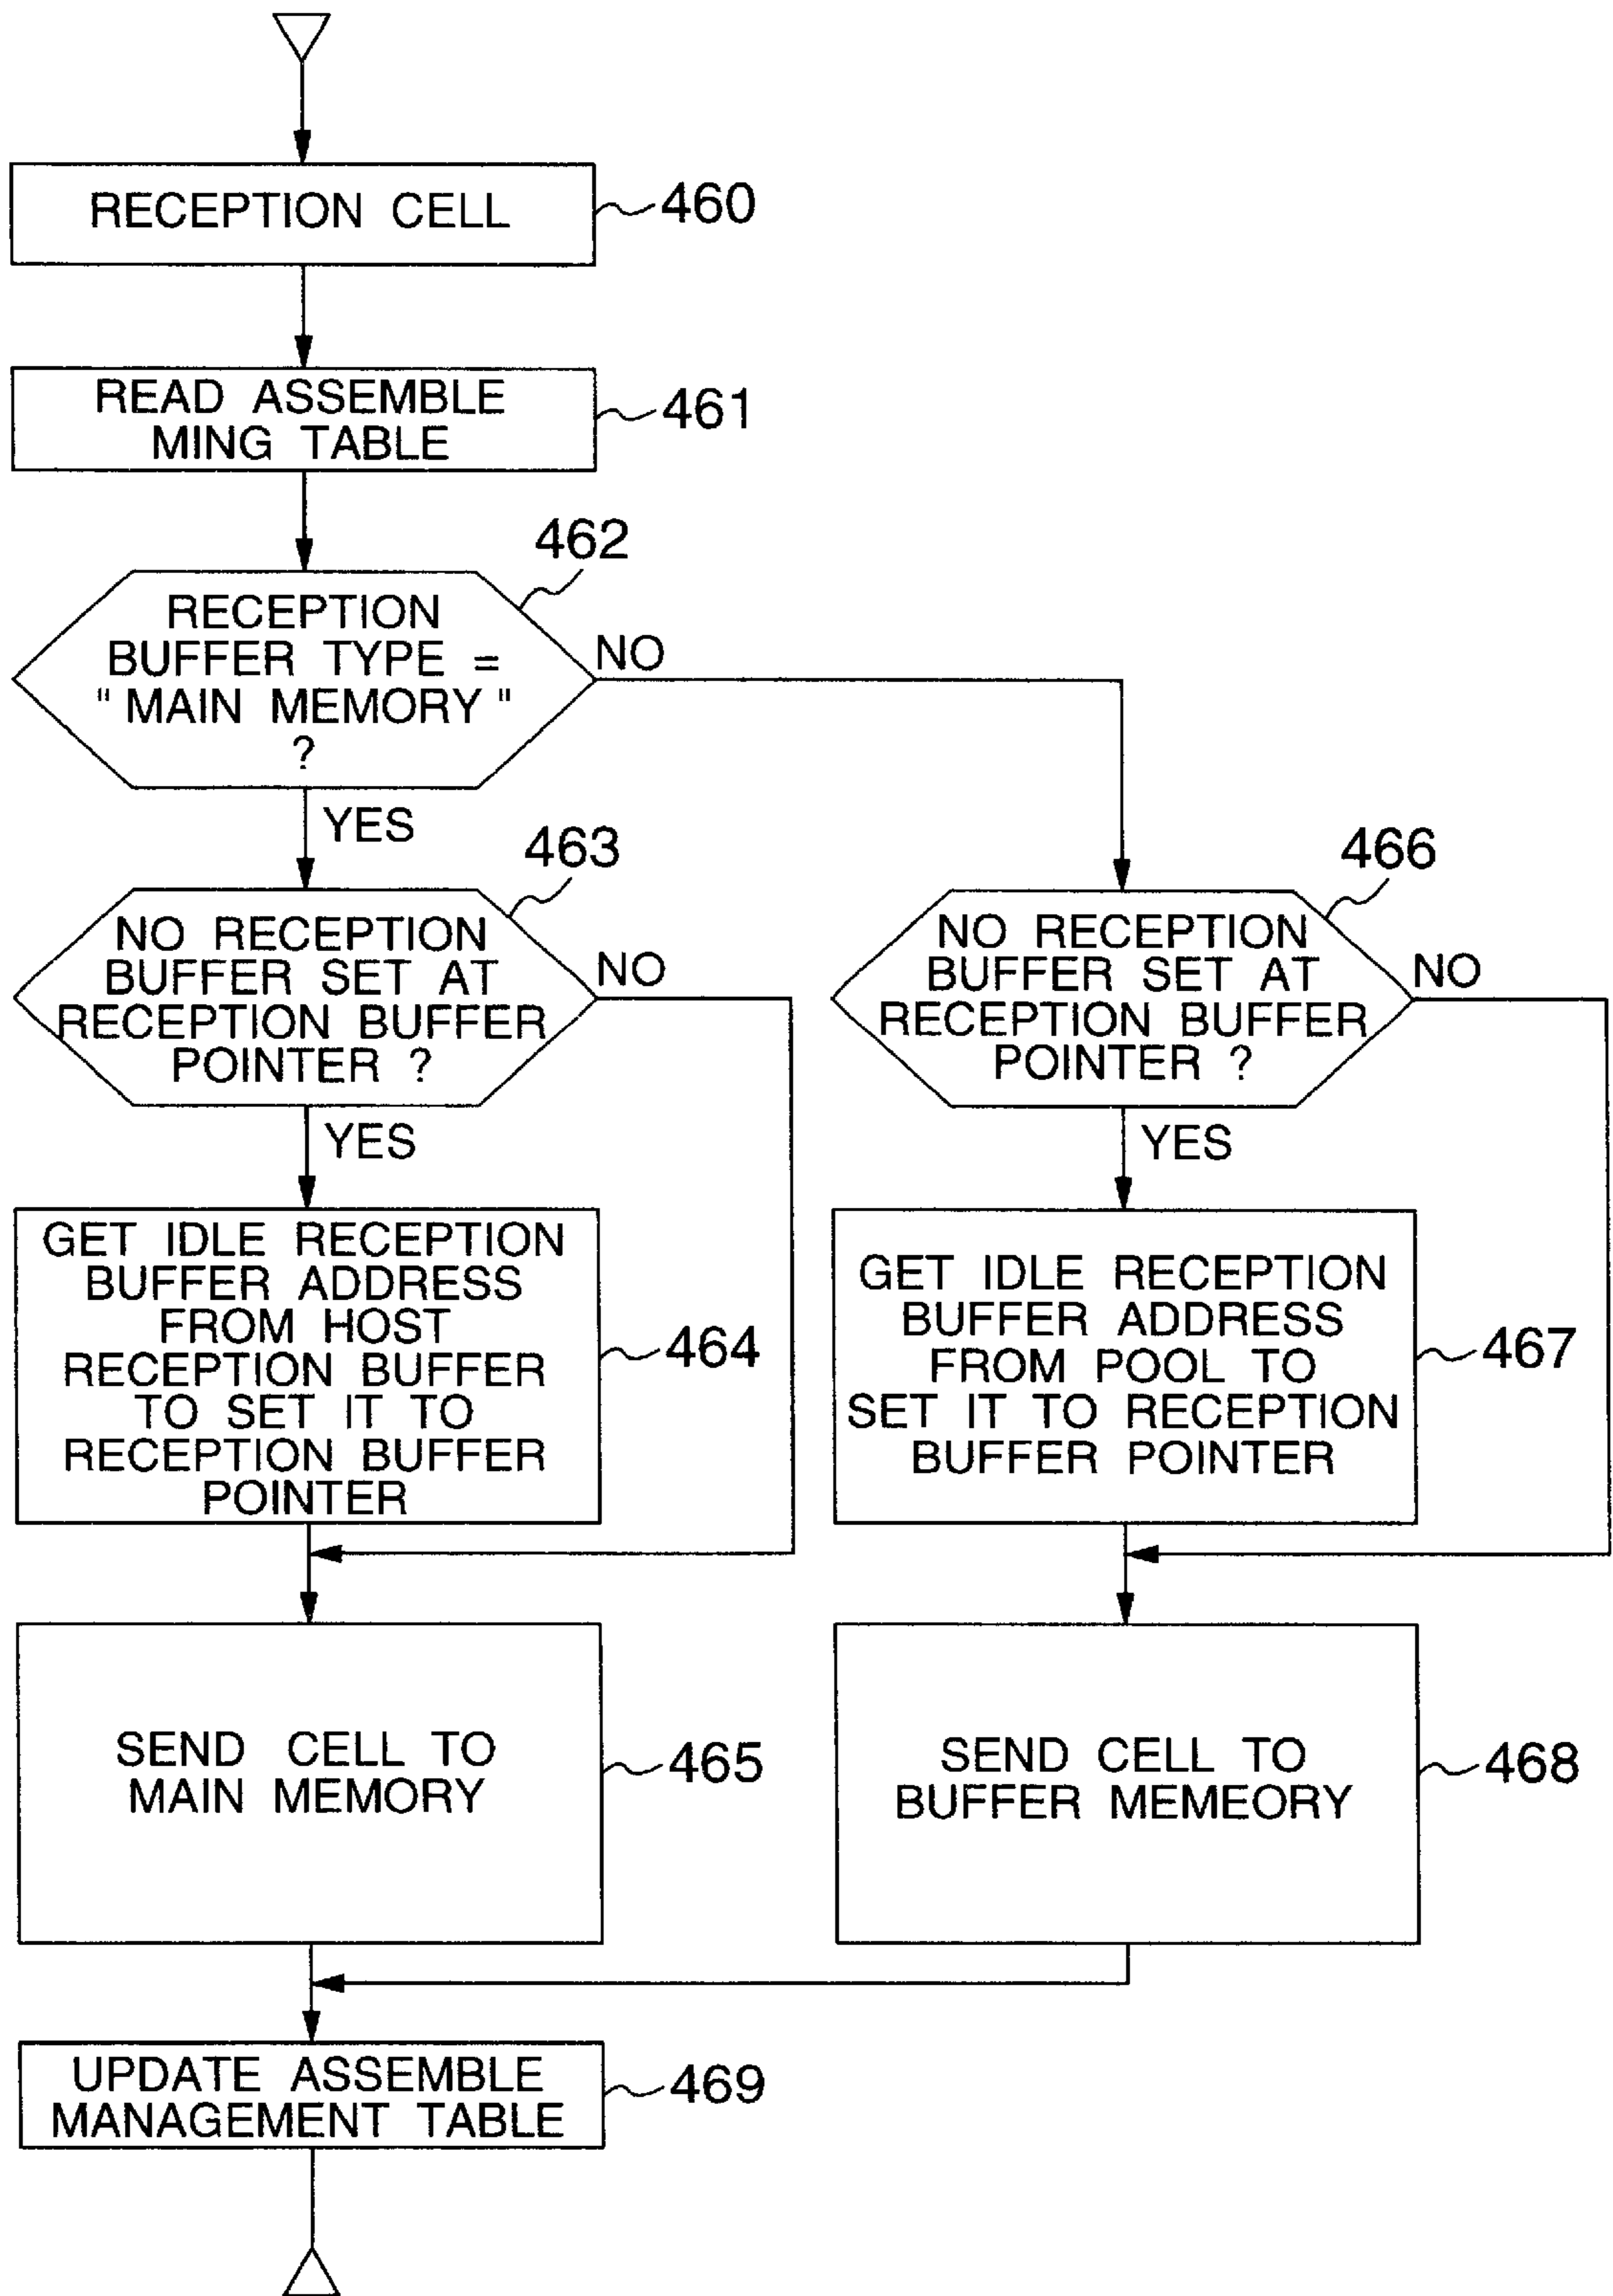 RECEPTION CELL
460
READ ASSEMBLE
MING TABLE
461
462
RECEPTION
BUFFER TYPE =
" MAIN MEMORY "
?
NO
YES
463
NO RECEPTION
BUFFER SET AT
RECEPTION BUFFER
POINTER ?
NO
YES
466
NO RECEPTION
BUFFER SET AT
RECEPTION BUFFER
POINTER ?
NO
YES
GET IDLE RECEPTION
BUFFER ADDRESS
FROM HOST
RECEPTION BUFFER
TO SET IT TO
RECEPTION BUFFER
POINTER
464
GET IDLE RECEPTION
BUFFER ADDRESS
FROM POOL TO
SET IT TO RECEPTION
BUFFER POINTER
467
SEND CELL TO
MAIN MEMORY
465
SEND CELL TO
BUFFER MEMEORY
468
UPDATE ASSEMBLE
MANAGEMENT TABLE
469